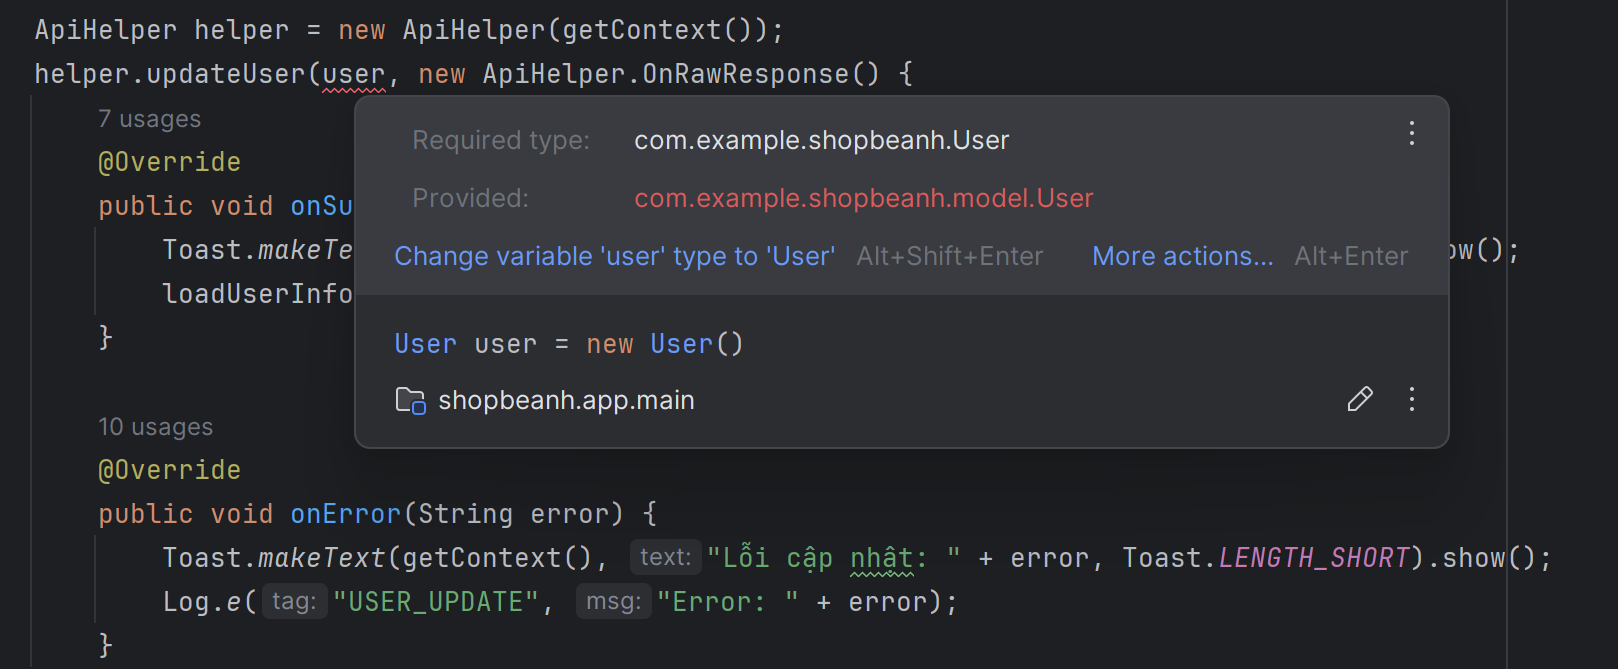 ApiHelper helper = new ApiHelper(getContext());
helper.updateUser(user, new ApiHelper.OnRawResponse() {
7 usages
@Override
public void onSu
Toast.makeTe
ow();
loadUserInfo
}
Required type: com.example.shopbeanh.User
Provided: com.example.shopbeanh.model.User
Change variable 'user' type to 'User' Alt+Shift+Enter More actions... Alt+Enter
User user = new User()
shopbeanh.app.main
10 usages
@Override
public void onError(String error) {
Toast.makeText(getContext(), text: "Lỗi cập nhật: " + error, Toast.LENGTH_SHORT).show();
Log.e( tag: "USER_UPDATE", msg: "Error: " + error);
}